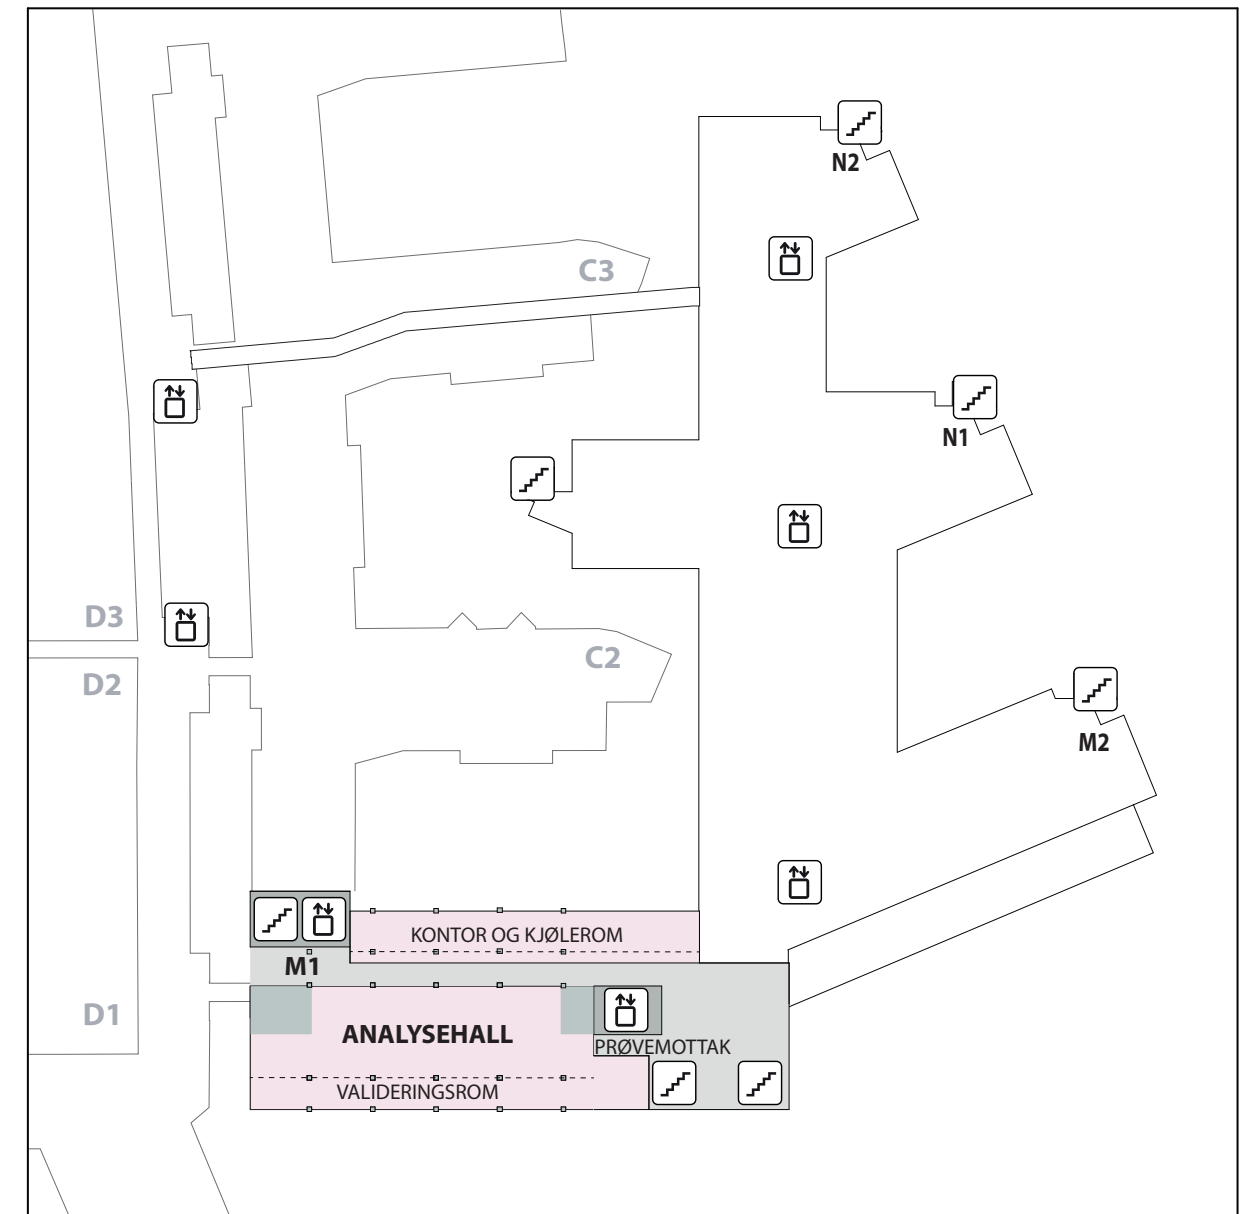 N2
C3
N1
D3
C2
D2
M2
KONTOR OG KJØLEROM
M1
D1
ANALYSEHALL
PRØVEMOTTAK
VALIDERINGSROM